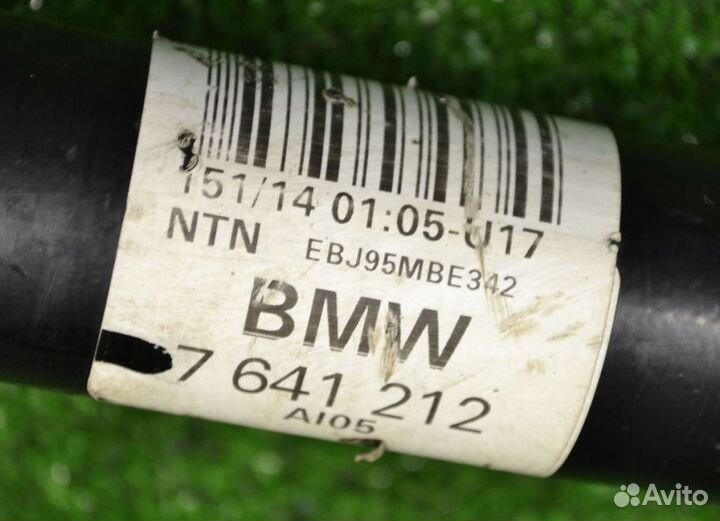 151/14 01:05-U17
NTN EBJ95MBE342
BMW
7 641 212
AI05
Avito